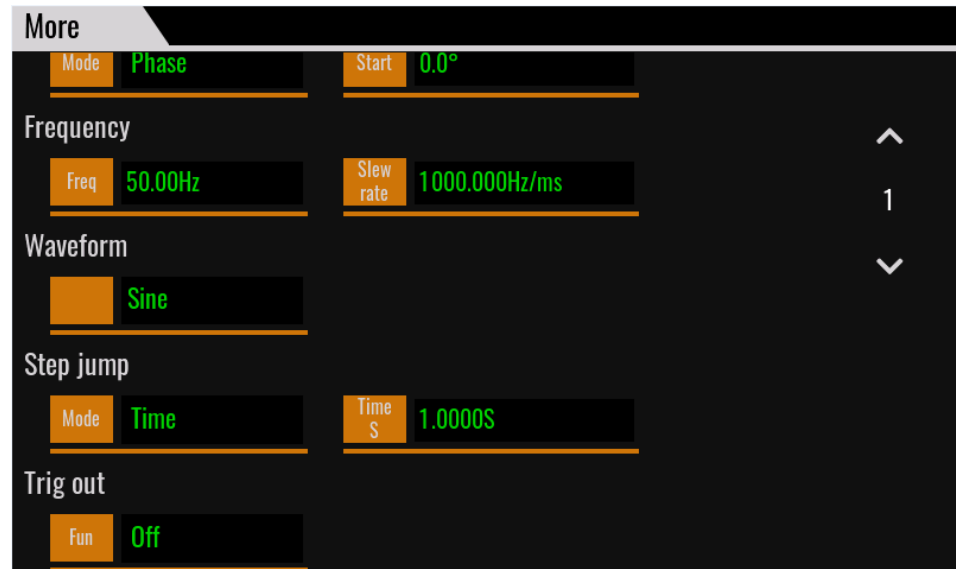 More
Mode Phase Start 0.0°
Frequency
Freq 50.00Hz Slew rate 1000.000Hz/ms
1
Waveform
Sine
Step jump
Mode Time Time S 1.0000S
Trig out
Fun Off